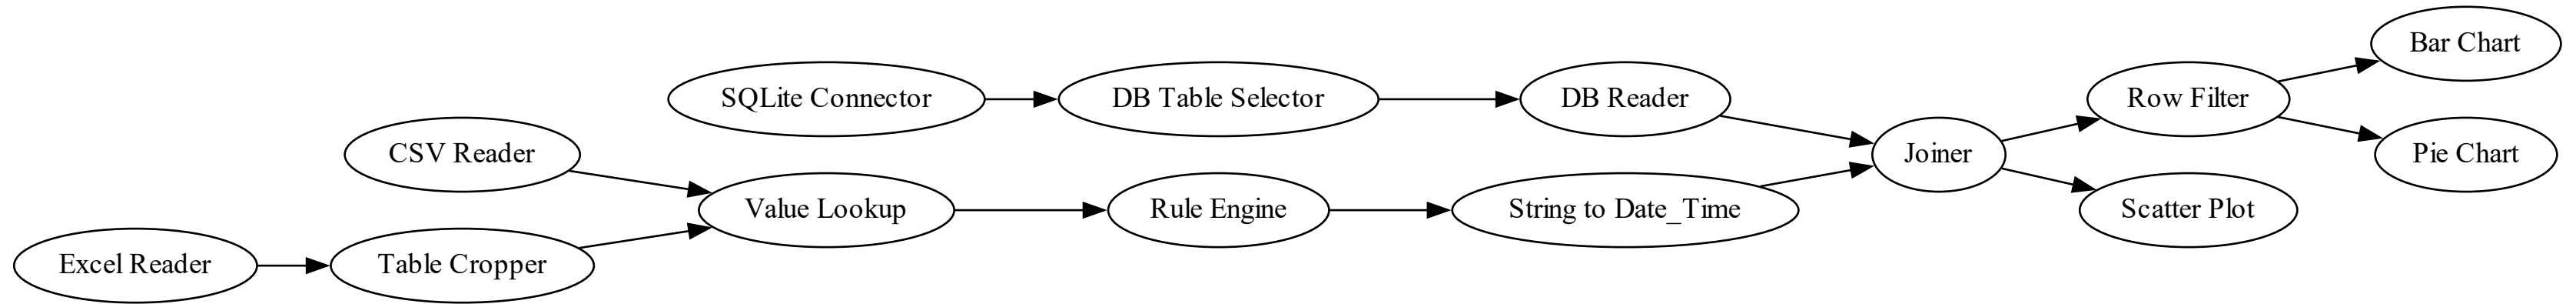 Bar Chart
SQLite Connector
DB Table Selector
DB Reader
Row Filter
CSV Reader
Joiner
Pie Chart
Value Lookup
Rule Engine
String to Date_Time
Scatter Plot
Excel Reader
Table Cropper